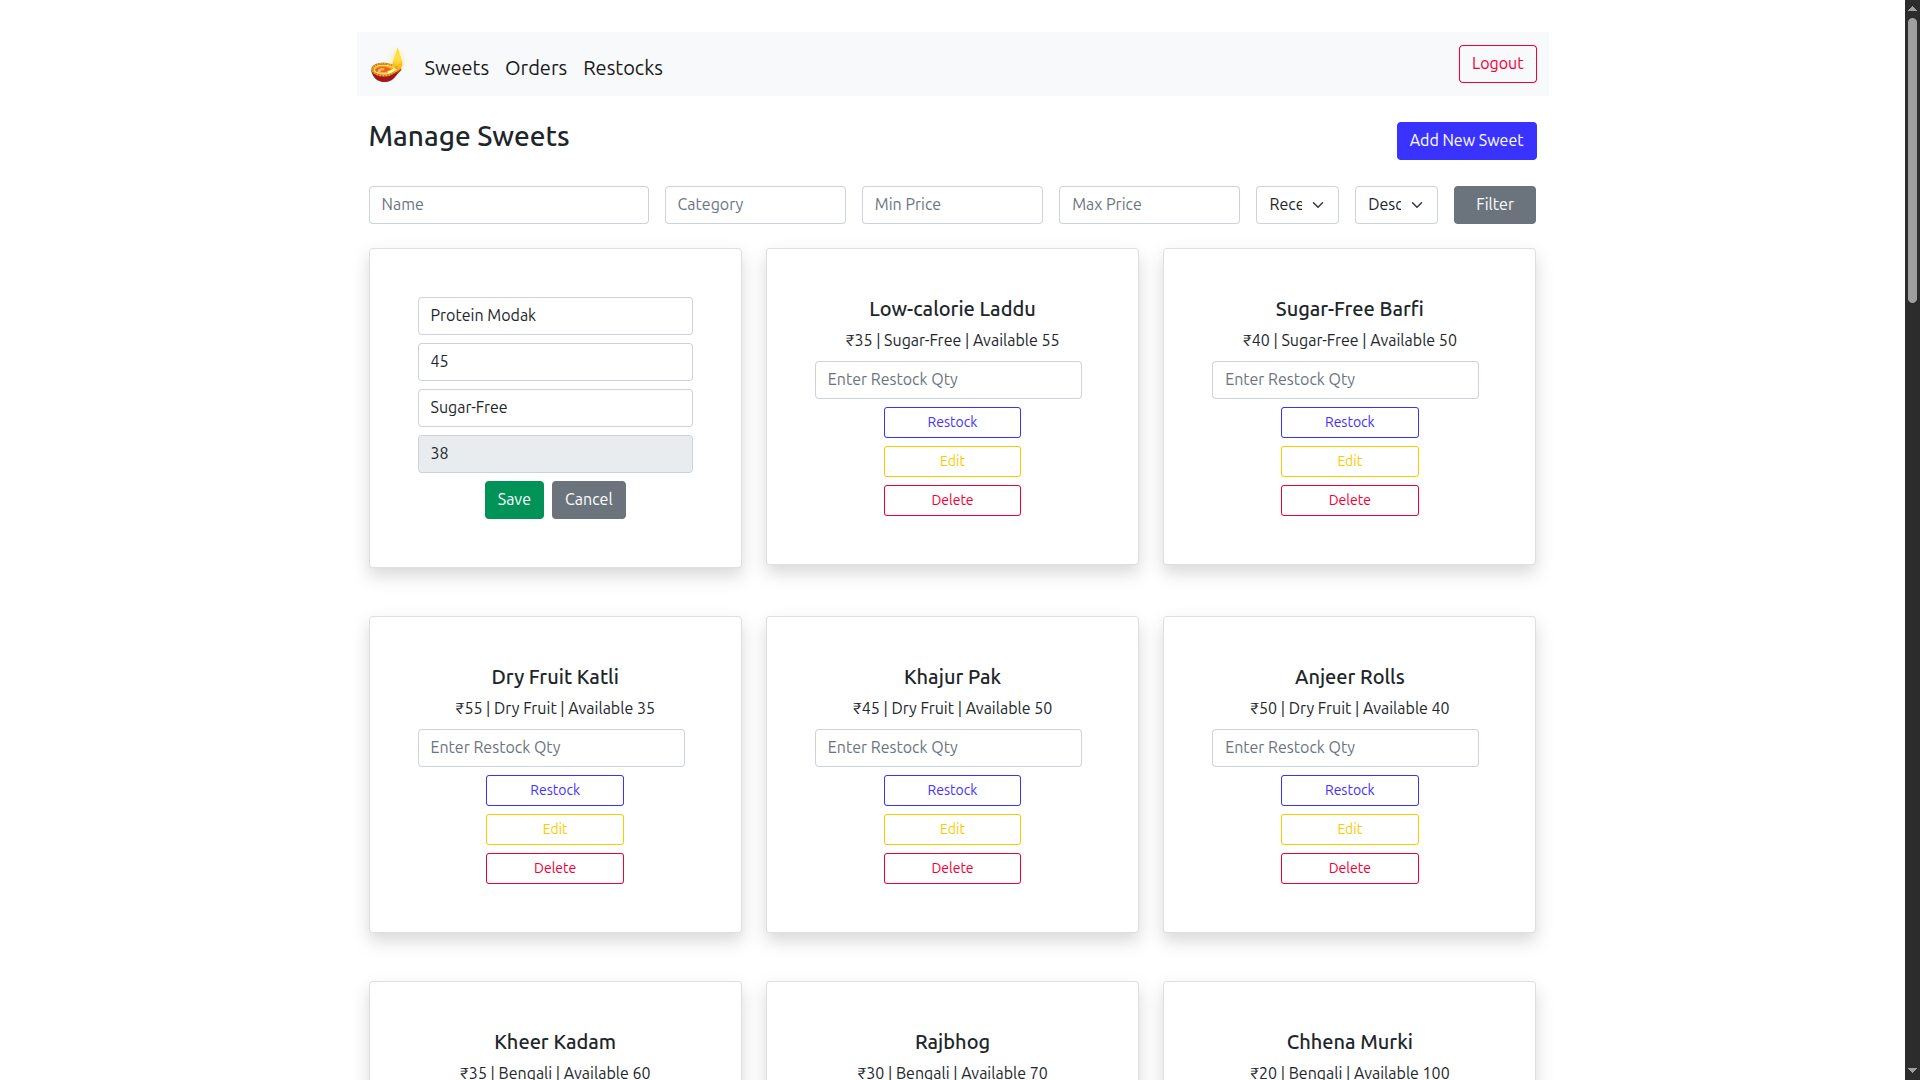 Sweets Orders Restocks Logout
Manage Sweets Add New Sweet
Name Category Min Price Max Price Rece Desc Filter
Protein Modak
45
Sugar-Free
38
Save Cancel
Low-calorie Laddu
₹35 | Sugar-Free | Available 55
Enter Restock Qty
Restock
Edit
Delete
Sugar-Free Barfi
₹40 | Sugar-Free | Available 50
Enter Restock Qty
Restock
Edit
Delete
Dry Fruit Katli
₹55 | Dry Fruit | Available 35
Enter Restock Qty
Restock
Edit
Delete
Khajur Pak
₹45 | Dry Fruit | Available 50
Enter Restock Qty
Restock
Edit
Delete
Anjeer Rolls
₹50 | Dry Fruit | Available 40
Enter Restock Qty
Restock
Edit
Delete
Kheer Kadam
₹35 | Bengali | Available 60
Rajbhog
₹30 | Bengali | Available 70
Chhena Murki
₹20 | Bengali | Available 100